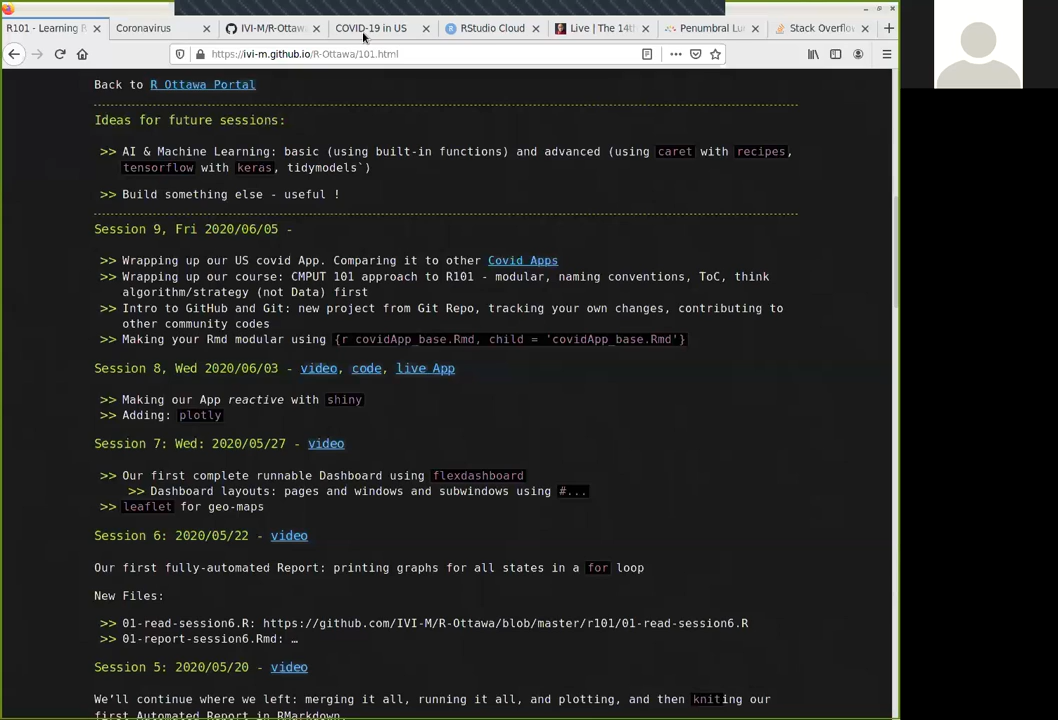 R101 - Learning R
Coronavirus
IVI-M/R-Ottaw
COVID-19 in US
RStudio Cloud
Live | The 14th
Penumbral Lu
Stack Overflo
https://ivi-m.github.io/R-Ottawa/101.html
Back to R Ottawa Portal
Ideas for future sessions:
>> AI & Machine Learning: basic (using built-in functions) and advanced (using caret with recipes,
tensorflow with keras, tidymodels`)
>> Build something else - useful !
Session 9, Fri 2020/06/05 -
>> Wrapping up our US covid App. Comparing it to other Covid Apps
>> Wrapping up our course: CMPUT 101 approach to R101 - modular, naming conventions, ToC, think
algorithm/strategy (not Data) first
>> Intro to GitHub and Git: new project from Git Repo, tracking your own changes, contributing to
other community codes
>> Making your Rmd modular using {r covidApp_base.Rmd, child = 'covidApp_base.Rmd'}
Session 8, Wed 2020/06/03 - video, code, live App
>> Making our App reactive with shiny
>> Adding: plotly
Session 7: Wed: 2020/05/27 - video
>> Our first complete runnable Dashboard using flexdashboard
>> Dashboard layouts: pages and windows and subwindows using #...
>> leaflet for geo-maps
Session 6: 2020/05/22 - video
Our first fully-automated Report: printing graphs for all states in a for loop
New Files:
>> 01-read-session6.R: https://github.com/IVI-M/R-Ottawa/blob/master/r101/01-read-session6.R
>> 01-report-session6.Rmd: …
Session 5: 2020/05/20 - video
We'll continue where we left: merging it all, running it all, and plotting, and then kniting our
first Automated Report in RMarkdown.